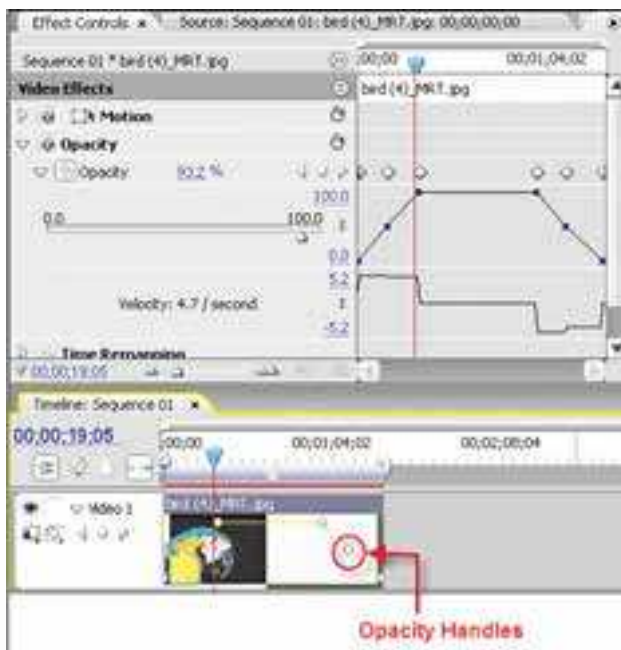 Effect Controls × Source: Sequence 01: bird (4)_MRT.jpg: 00;00;00;00
Sequence 01 * bird (4)_MRT.jpg
;00;00 00;01;04;02
Video Effects
bird (4)_MRT.jpg
Motion
Opacity
Opacity %
100.0
0.0 100.0
0.0
5.2
Velocity: 4.7 / second
-5.2
Time Remapping
00;00;19;05
Timeline: Sequence 01 ×
00;00;19;05
;00;00 00;01;04;02 00;02;08;04
Video 1
bird (4)_MRT.jpg
Opacity Handles